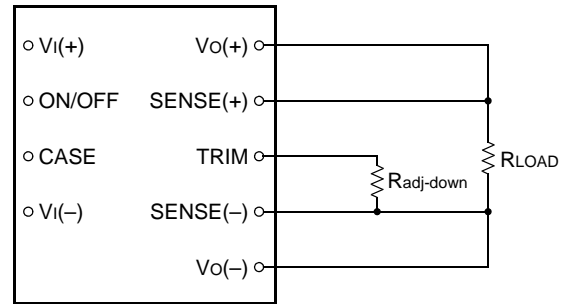 VI(+) VO(+)
ON/OFF SENSE(+)
CASE TRIM RLOAD
Radj-down
VI(–) SENSE(–)
VO(–)